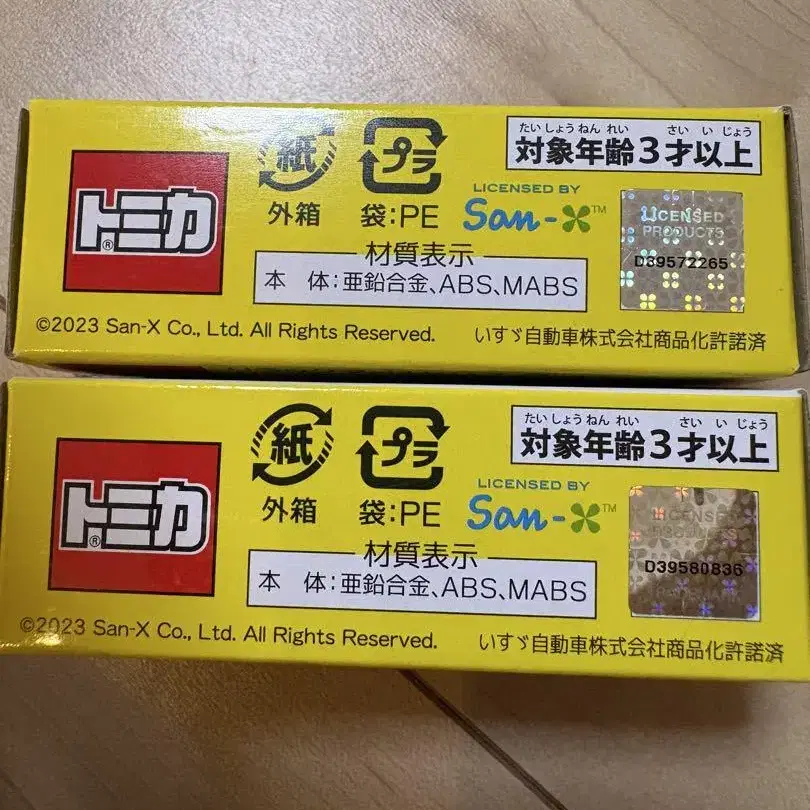 トミカ®
紙
外箱
プラ
袋:PE
たいしょうねんれい さいいじょう
対象年齢3才以上
LICENSED BY
San-X™
LICENSED
PRODUCTS
D39572265
材質表示
本 体:亜鉛合金、ABS、MABS
©2023 San-X Co., Ltd. All Rights Reserved.
いすゞ自動車株式会社商品化許諾済
トミカ®
紙
外箱
プラ
袋:PE
たいしょうねんれい さいいじょう
対象年齢3才以上
LICENSED BY
San-X™
LICENSED
PRODUCTS
D39580836
材質表示
本 体:亜鉛合金、ABS、MABS
©2023 San-X Co., Ltd. All Rights Reserved.
いすゞ自動車株式会社商品化許諾済